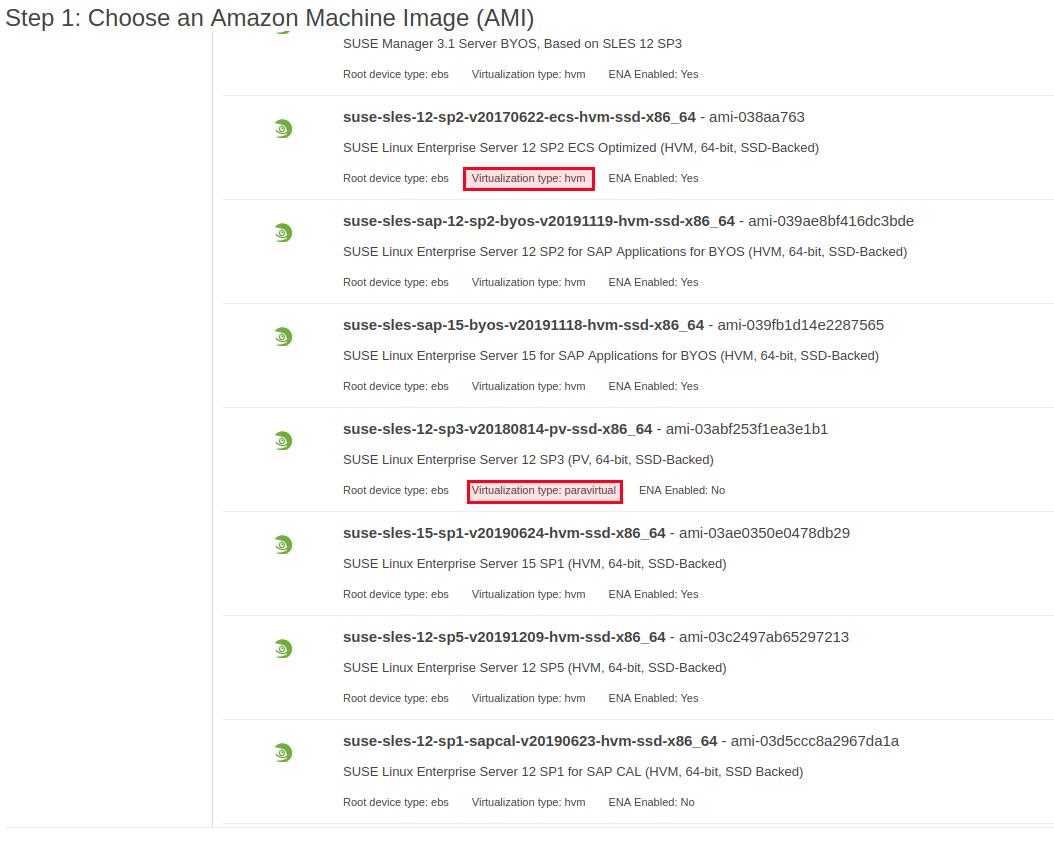 Step 1: Choose an Amazon Machine Image (AMI)
SUSE Manager 3.1 Server BYOS, Based on SLES 12 SP3
Root device type: ebs Virtualization type: hvm ENA Enabled: Yes
suse-sles-12-sp2-v20170622-ecs-hvm-ssd-x86_64 - ami-038aa763
SUSE Linux Enterprise Server 12 SP2 ECS Optimized (HVM, 64-bit, SSD-Backed)
Root device type: ebs Virtualization type: hvm ENA Enabled: Yes
suse-sles-sap-12-sp2-byos-v20191119-hvm-ssd-x86_64 - ami-039ae8bf416dc3bde
SUSE Linux Enterprise Server 12 SP2 for SAP Applications for BYOS (HVM, 64-bit, SSD-Backed)
Root device type: ebs Virtualization type: hvm ENA Enabled: Yes
suse-sles-sap-15-byos-v20191118-hvm-ssd-x86_64 - ami-039fb1d14e2287565
SUSE Linux Enterprise Server 15 for SAP Applications for BYOS (HVM, 64-bit, SSD-Backed)
Root device type: ebs Virtualization type: hvm ENA Enabled: Yes
suse-sles-12-sp3-v20180814-pv-ssd-x86_64 - ami-03abf253f1ea3e1b1
SUSE Linux Enterprise Server 12 SP3 (PV, 64-bit, SSD-Backed)
Root device type: ebs Virtualization type: paravirtual ENA Enabled: No
suse-sles-15-sp1-v20190624-hvm-ssd-x86_64 - ami-03ae0350e0478db29
SUSE Linux Enterprise Server 15 SP1 (HVM, 64-bit, SSD-Backed)
Root device type: ebs Virtualization type: hvm ENA Enabled: Yes
suse-sles-12-sp5-v20191209-hvm-ssd-x86_64 - ami-03c2497ab65297213
SUSE Linux Enterprise Server 12 SP5 (HVM, 64-bit, SSD-Backed)
Root device type: ebs Virtualization type: hvm ENA Enabled: Yes
suse-sles-12-sp1-sapcal-v20190623-hvm-ssd-x86_64 - ami-03d5ccc8a2967da1a
SUSE Linux Enterprise Server 12 SP1 for SAP CAL (HVM, 64-bit, SSD Backed)
Root device type: ebs Virtualization type: hvm ENA Enabled: No